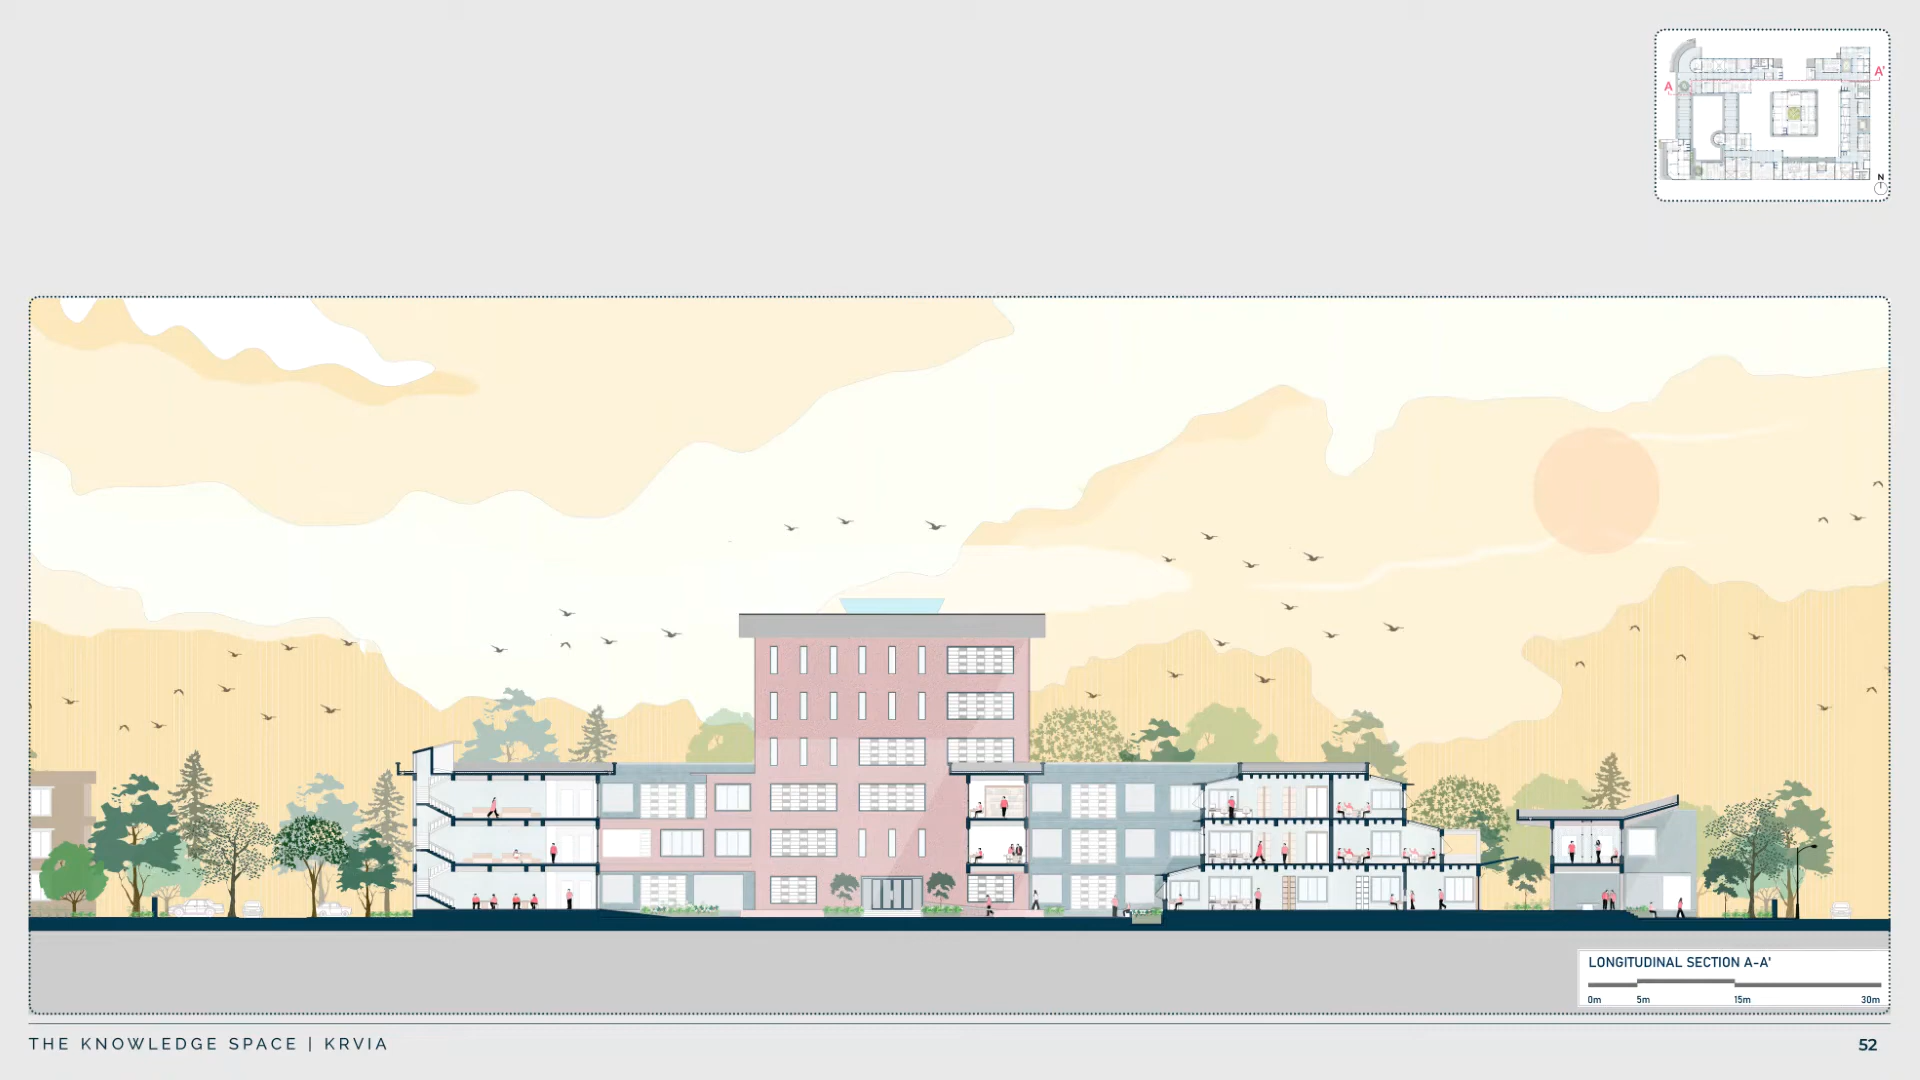 A
A'
N
LONGITUDINAL SECTION A-A'
0m 5m 15m 30m
THE KNOWLEDGE SPACE | KRVIA
52